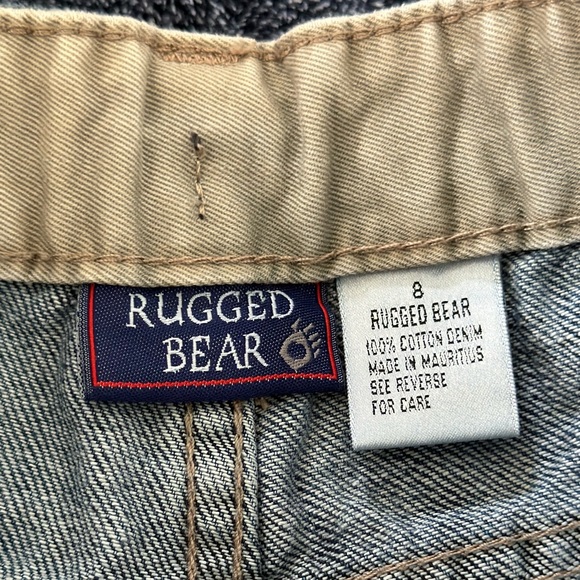 RUGGED
BEAR
8
RUGGED BEAR
100% COTTON DENIM
MADE IN MAURITIUS
SEE REVERSE
FOR CARE